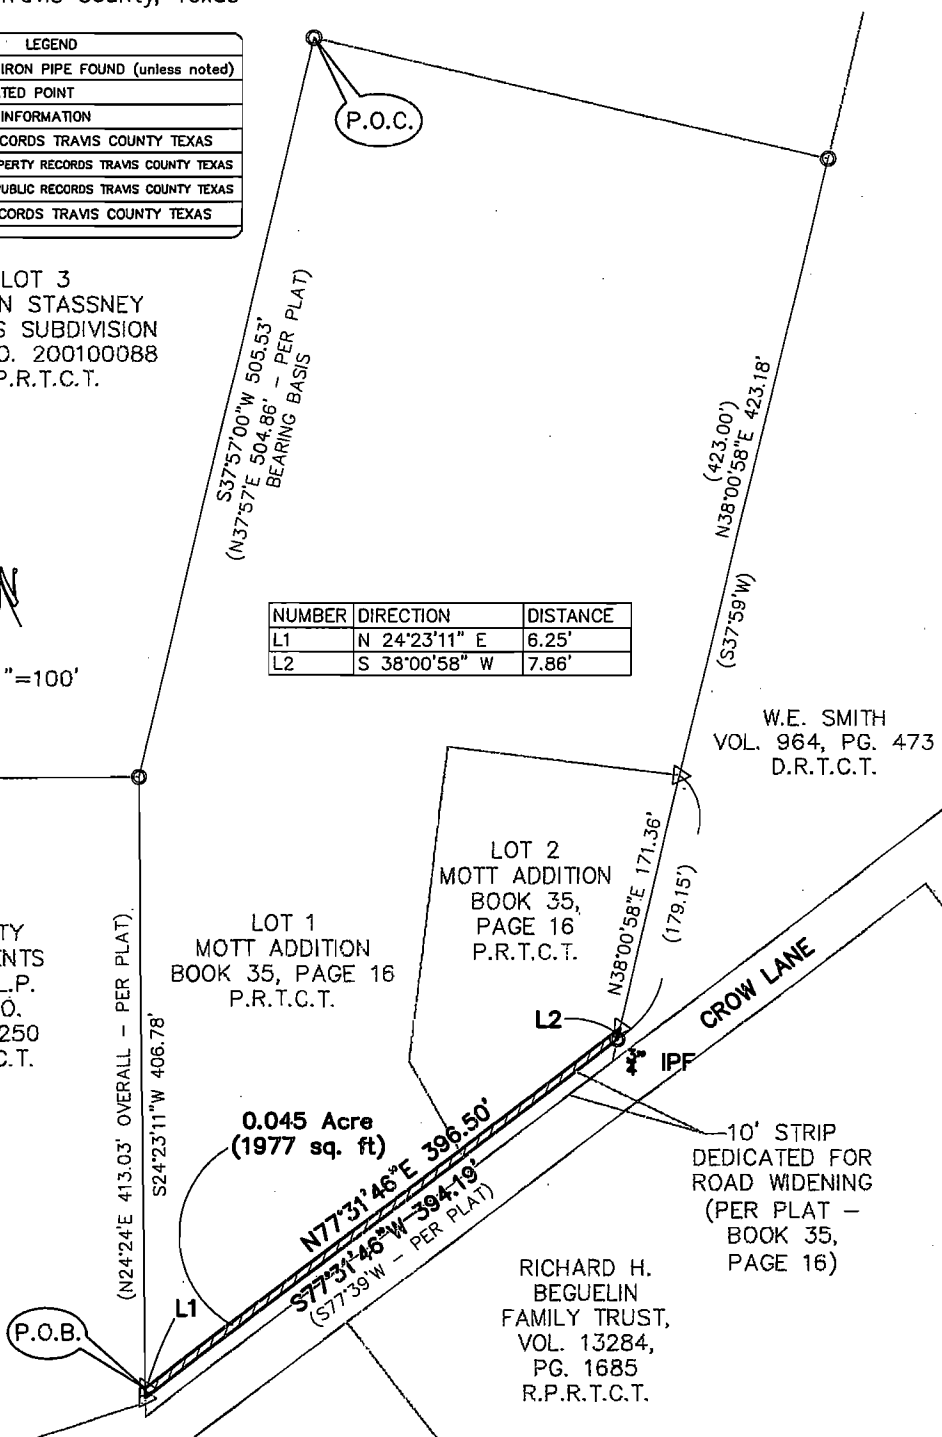 County, Texas
LEGEND
IRON PIPE FOUND (unless noted)
POINT
INFORMATION
TRAVIS COUNTY TEXAS
RECORDS TRAVIS COUNTY TEXAS
RECORDS TRAVIS COUNTY TEXAS
TRAVIS COUNTY TEXAS
P.O.C.
LOT 3
STASSNEY
SUBDIVISION
200100088
P.R.T.C.T.
S37°57'00"W 505.53'
(N37°57'E 504.86' - PER PLAT)
BEARING BASIS
(423.00')
N38°00'58"E 423.18'
(S37°59'W)
N
"=100'
NUMBER DIRECTION DISTANCE
L1 N 24°23'11" E 6.25'
L2 S 38°00'58" W 7.86'
W.E. SMITH
VOL. 964, PG. 473
D.R.T.C.T.
LOT 2
MOTT ADDITION
BOOK 35,
PAGE 16
P.R.T.C.T.
N38°00'58"E 171.36'
(179.15')
LOT 1
MOTT ADDITION
BOOK 35, PAGE 16
P.R.T.C.T.
L.P.
250
C.T.
(N24°24'E 413.03' OVERALL - PER PLAT)
S24°23'11"W 406.78'
CROW LANE
L2
3/4" IPF
0.045 Acre
(1977 sq. ft)
N77°31'46"E 396.50'
S77°31'46"W 394.19'
(S77°39'W - PER PLAT)
10' STRIP
DEDICATED FOR
ROAD WIDENING
(PER PLAT -
BOOK 35,
PAGE 16)
L1
P.O.B.
RICHARD H.
BEGUELIN
FAMILY TRUST,
VOL. 13284,
PG. 1685
R.P.R.T.C.T.